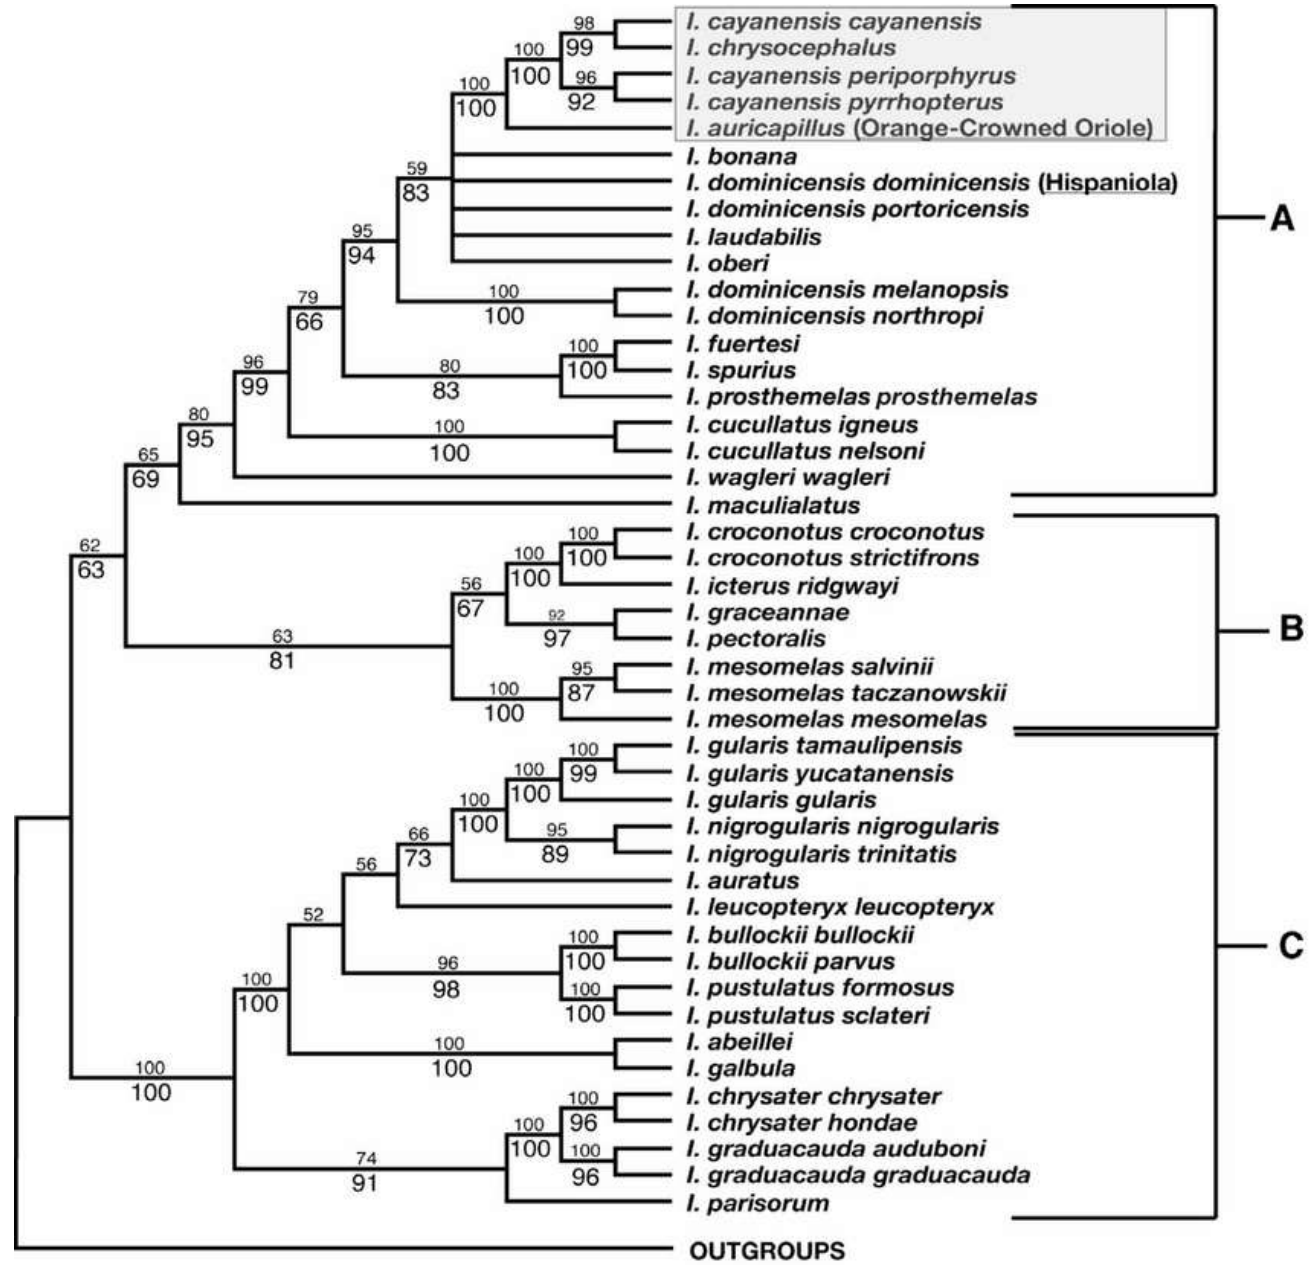 98
I. cayanensis cayanensis
100
99
I. chrysocephalus
100
96
I. cayanensis periporphyrus
100
92
I. cayanensis pyrrhopterus
100
I. auricapillus (Orange-Crowned Oriole)
I. bonana
59
83
I. dominicensis dominicensis (Hispaniola)
A
I. dominicensis portoricensis
95
94
I. laudabilis
I. oberi
79
66
100
100
I. dominicensis melanopsis
I. dominicensis northropi
100
100
I. fuertesi
96
99
80
83
I. spurius
I. prosthemelas prosthemelas
80
95
100
100
I. cucullatus igneus
I. cucullatus nelsoni
65
69
I. wagleri wagleri
I. maculialatus
100
100
I. croconotus croconotus
62
63
100
100
I. croconotus strictifrons
56
67
I. icterus ridgwayi
92
97
I. graceannae
B
63
81
I. pectoralis
95
87
I. mesomelas salvinii
100
100
I. mesomelas taczanowskii
I. mesomelas mesomelas
100
99
I. gularis tamaulipensis
100
100
I. gularis yucatanensis
100
100
I. gularis gularis
95
89
I. nigrogularis nigrogularis
66
73
I. nigrogularis trinitatis
56
I. auratus
52
I. leucopteryx leucopteryx
100
100
I. bullockii bullockii
C
96
98
I. bullockii parvus
100
100
100
100
I. pustulatus formosus
I. pustulatus sclateri
100
100
I. abeillei
100
100
I. galbula
100
96
I. chrysater chrysater
100
100
I. chrysater hondae
74
91
100
96
I. graduacauda auduboni
I. graduacauda graduacauda
I. parisorum
OUTGROUPS